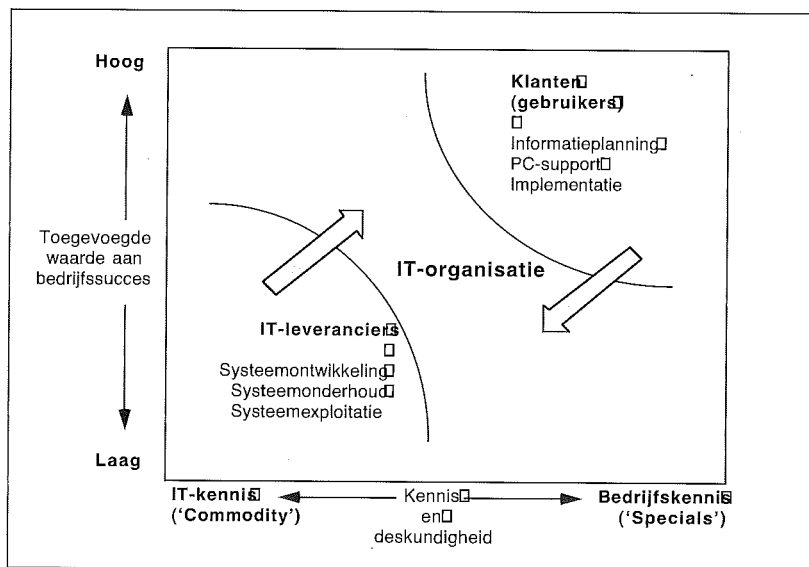 Hoog
Klanten
(gebruikers)
Informatieplanning
PC-support
Implementatie
Toegevoegde
waarde aan
bedrijfssucces
IT-organisatie
IT-leveranciers
Systeemontwikkeling
Systeemonderhoud
Systeemexploitatie
Laag
IT-kennis
('Commodity')
Kennis
en
deskundigheid
Bedrijfskennis
('Specials')